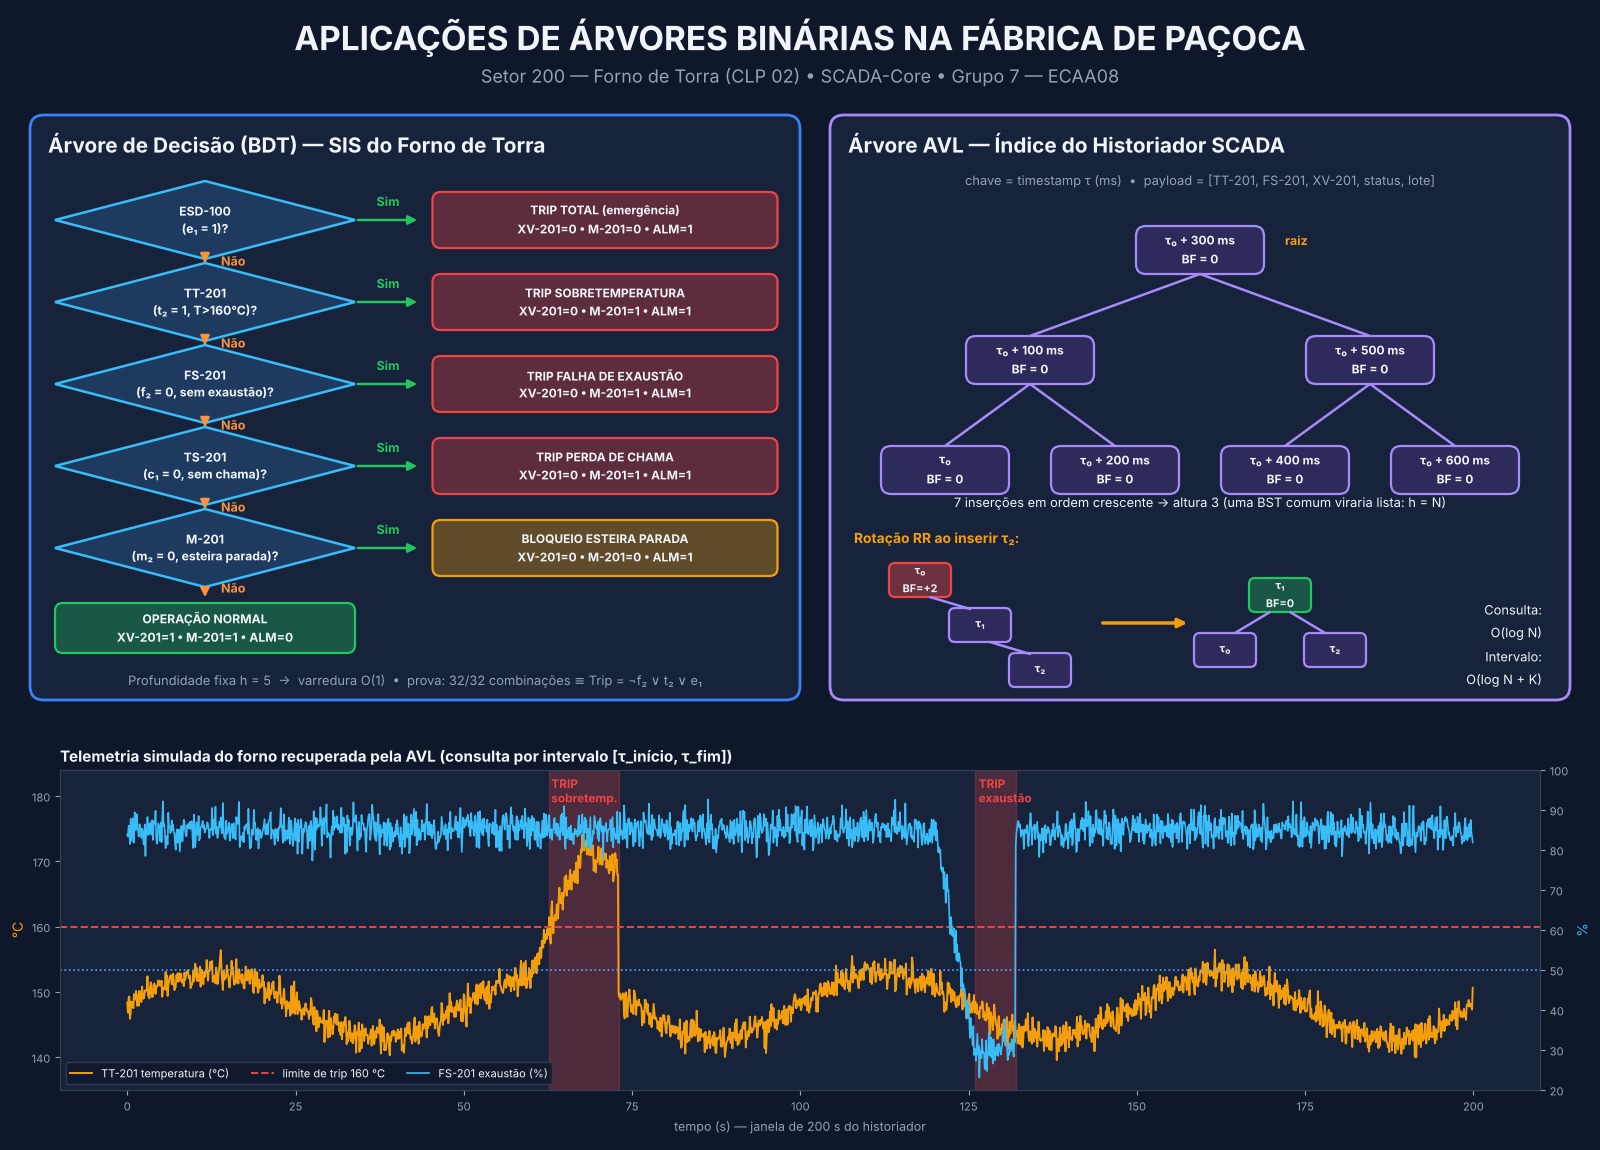 APLICAÇÕES DE ÁRVORES BINÁRIAS NA FÁBRICA DE PAÇOCA
Setor 200 — Forno de Torra (CLP 02) • SCADA-Core • Grupo 7 — ECAA08
Árvore de Decisão (BDT) — SIS do Forno de Torra
ESD-100
(e₁ = 1)?
Sim
TRIP TOTAL (emergência)
XV-201=0 • M-201=0 • ALM=1
Não
TT-201
(t₂ = 1, T>160°C)?
Sim
TRIP SOBRETEMPERATURA
XV-201=0 • M-201=1 • ALM=1
Não
FS-201
(f₂ = 0, sem exaustão)?
Sim
TRIP FALHA DE EXAUSTÃO
XV-201=0 • M-201=1 • ALM=1
Não
TS-201
(c₁ = 0, sem chama)?
Sim
TRIP PERDA DE CHAMA
XV-201=0 • M-201=1 • ALM=1
Não
M-201
(m₂ = 0, esteira parada)?
Sim
BLOQUEIO ESTEIRA PARADA
XV-201=0 • M-201=0 • ALM=1
Não
OPERAÇÃO NORMAL
XV-201=1 • M-201=1 • ALM=0
Profundidade fixa h = 5 → varredura O(1) • prova: 32/32 combinações ≡ Trip = ¬f₂ ∨ t₂ ∨ e₁
Árvore AVL — Índice do Historiador SCADA
chave = timestamp τ (ms) • payload = [TT-201, FS-201, XV-201, status, lote]
τ₀ + 300 ms
BF = 0
raiz
τ₀ + 100 ms
BF = 0
τ₀ + 500 ms
BF = 0
τ₀
BF = 0
τ₀ + 200 ms
BF = 0
τ₀ + 400 ms
BF = 0
τ₀ + 600 ms
BF = 0
7 inserções em ordem crescente → altura 3 (uma BST comum viraria lista: h = N)
Rotação RR ao inserir τ₂:
τ₀
BF=+2
τ₁
τ₂
τ₁
BF=0
τ₀
τ₂
Consulta:
O(log N)
Intervalo:
O(log N + K)
Telemetria simulada do forno recuperada pela AVL (consulta por intervalo [τ_início, τ_fim])
TRIP
sobretemp.
TRIP
exaustão
180
170
160
150
140
°C
100
90
80
70
60
50
40
30
20
%
TT-201 temperatura (°C)
limite de trip 160 °C
FS-201 exaustão (%)
0 25 50 75 100 125 150 175 200
tempo (s) — janela de 200 s do historiador